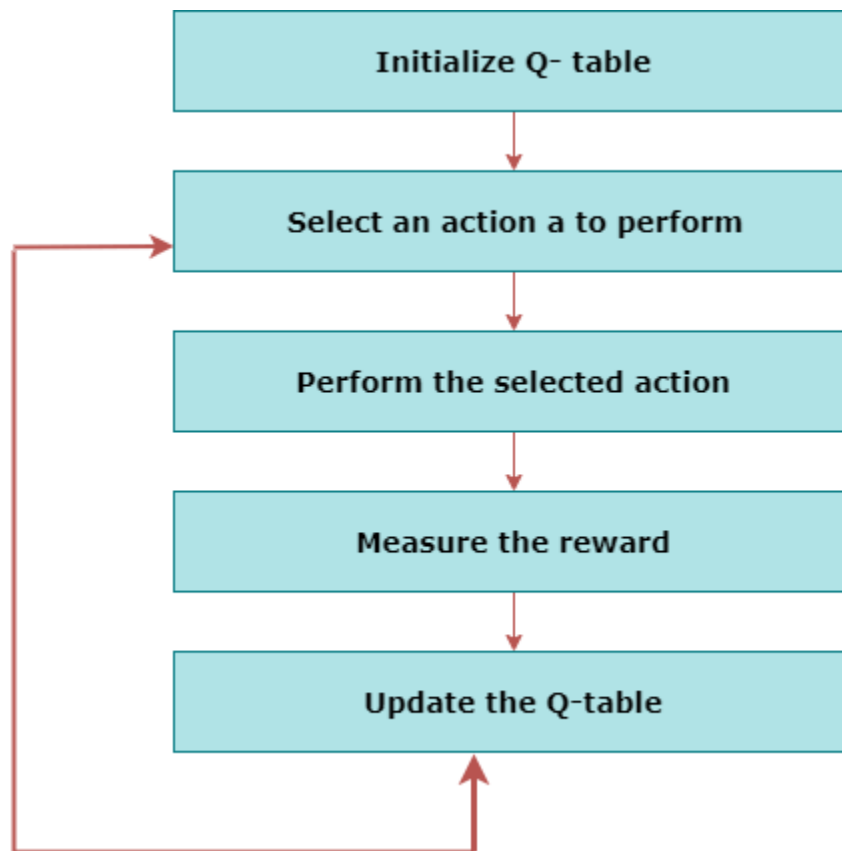 Initialize Q- table
Select an action a to perform
Perform the selected action
Measure the reward
Update the Q-table